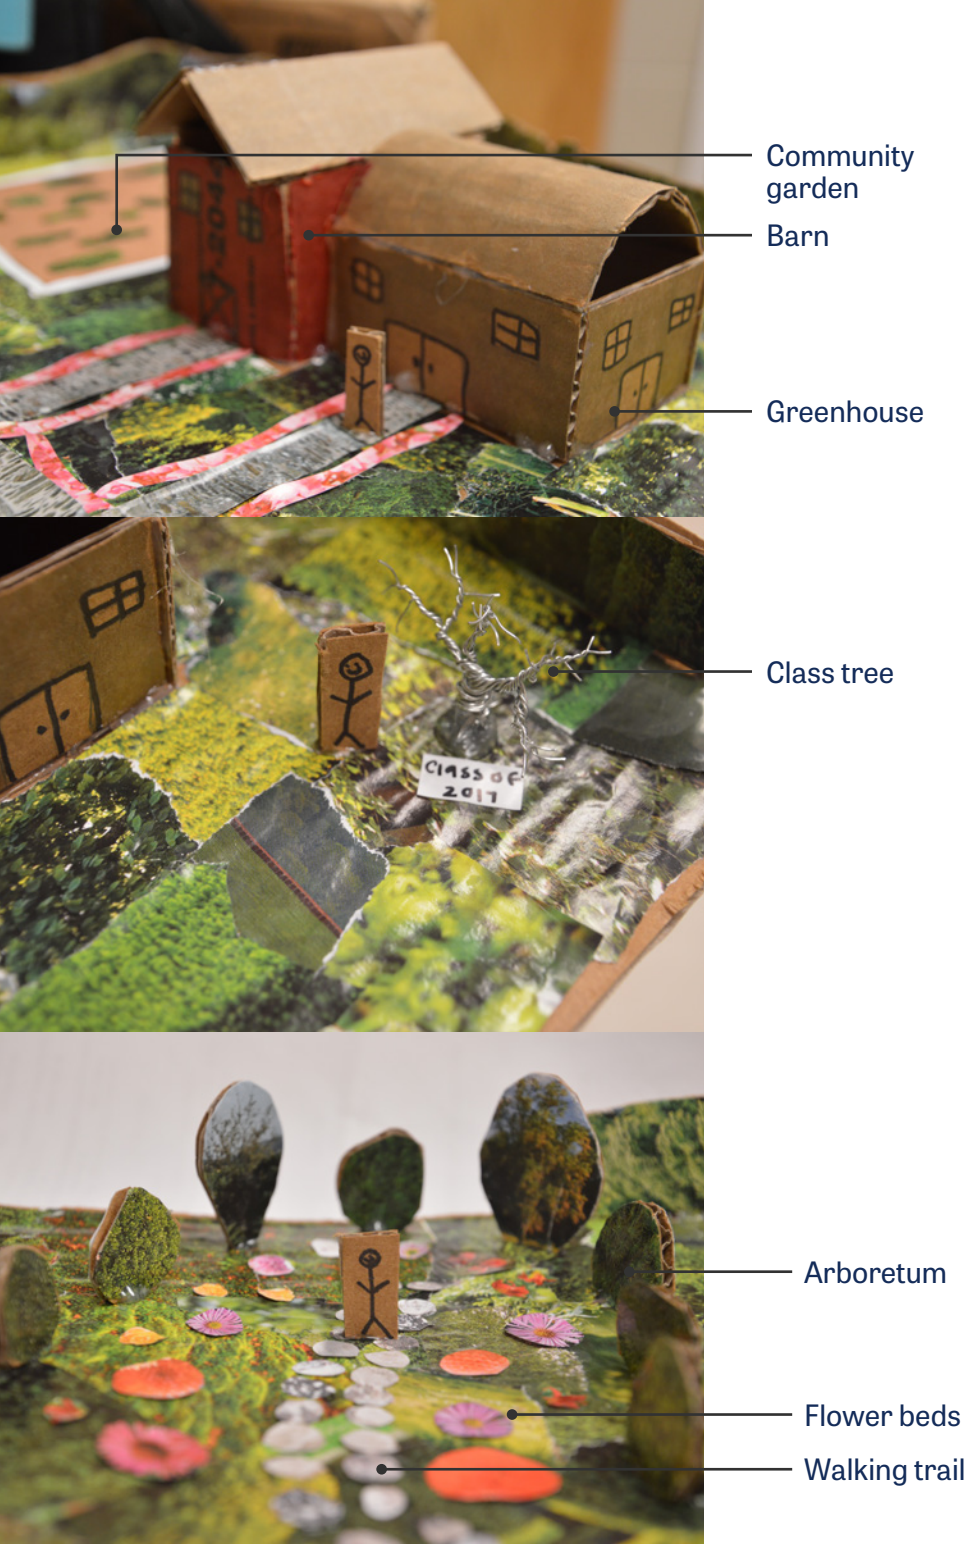 Community
garden
Barn
Greenhouse
Class tree
Class of
2017
Arboretum
Flower beds
Walking trail